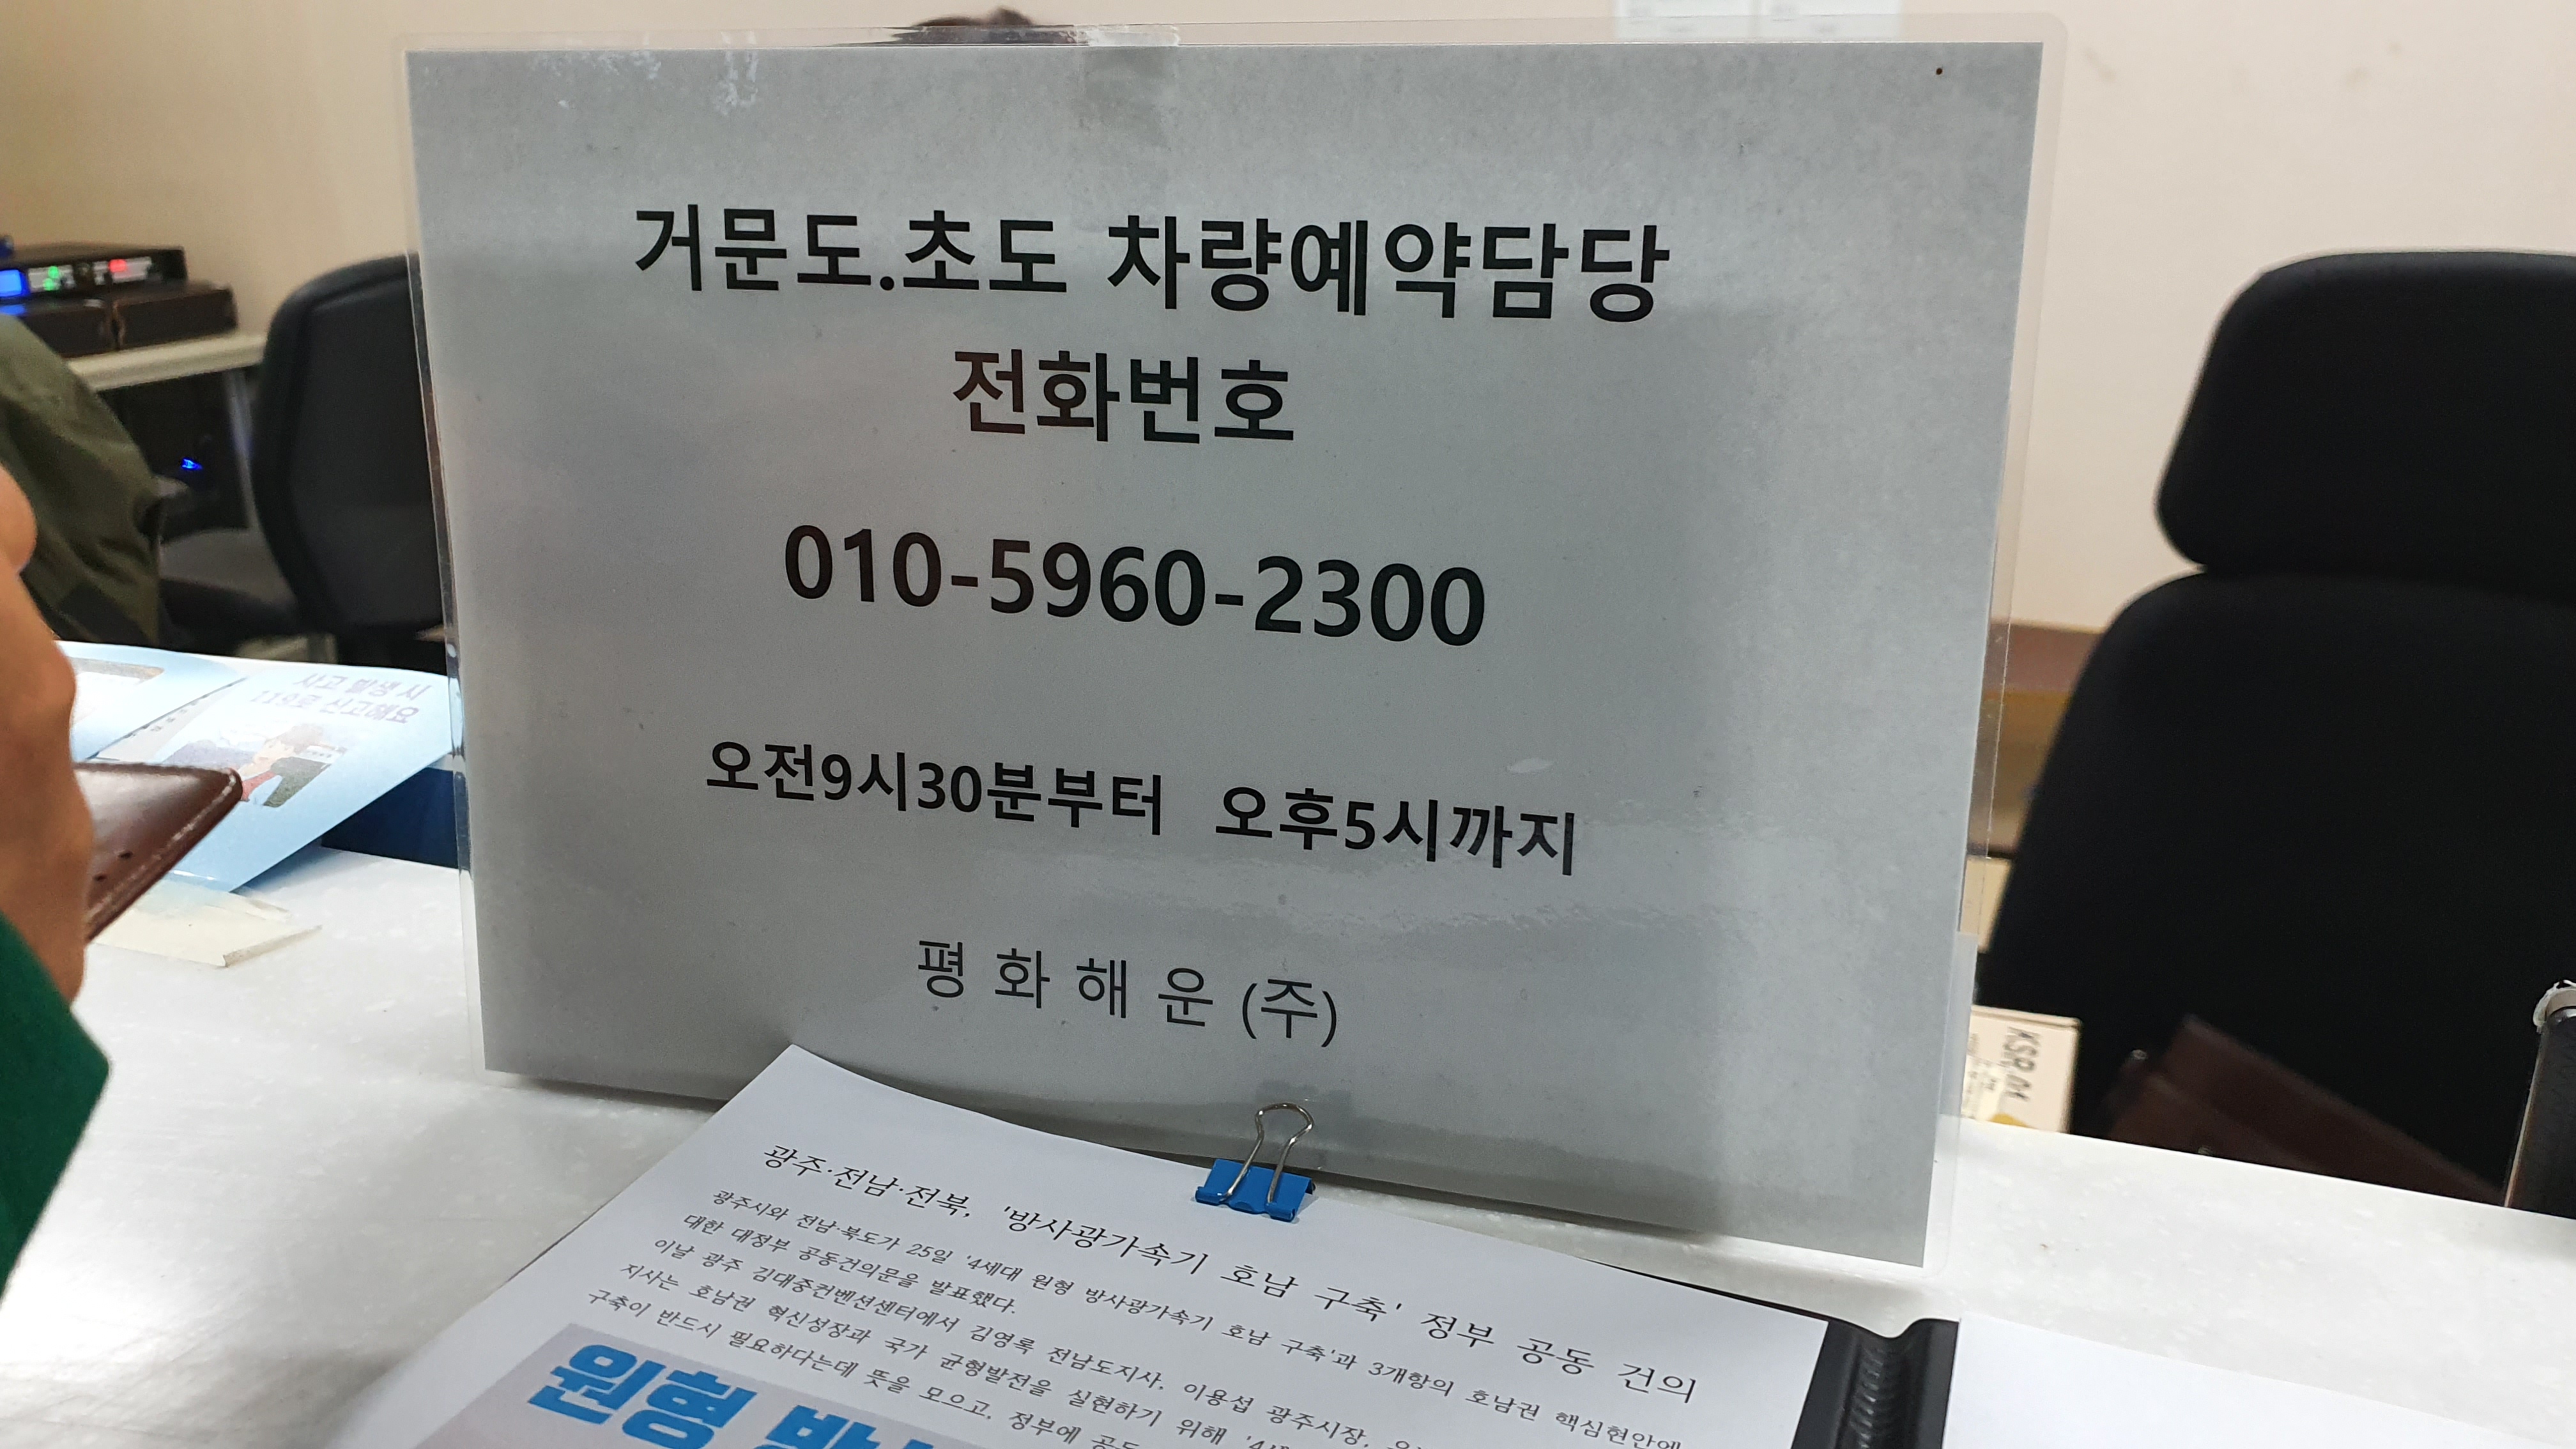 거문도.초도 차량예약담당
전화번호
010-5960-2300
오전9시30분부터 오후5시까지
평 화 해 운 (주)
사고 발생 시
119로 신고해요
KSA.OR
광주·전남·전북, '방사광가속기 호남 구축' 정부 공동 건의
광주시와 전남·북도가 25일 '4세대 원형 방사광가속기 호남 구축'과 3개항의 호남권 핵심현안에
대한 대정부 공동건의문을 발표했다.
이날 광주 김대중컨벤션센터에서 김영록 전남도지사, 이용섭 광주시장,
지사는 호남권 혁신성장과 국가 균형발전을 실현하기 위해
구축이 반드시 필요하다는데 뜻을 모으고, 정부에
원형